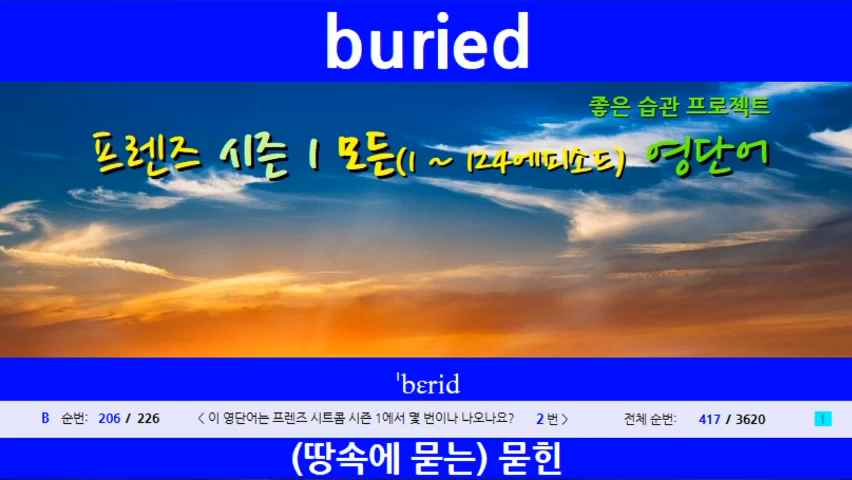 buried
좋은 습관 프로젝트
프렌즈 시즌 1 모든(1 ~ 124에피소드) 영단어
ˈbɛrid
B 순번: 206 / 226 < 이 영단어는 프렌즈 시트콤 시즌 1에서 몇 번이나 나오나요? 2 번 > 전체 순번: 417 / 3620 1
(땅속에 묻는) 묻힌